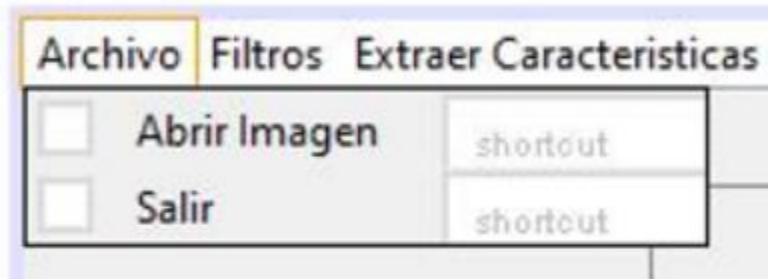 Archivo Filtros Extraer Caracteristicas
Abrir Imagen shortcut
Salir shortcut